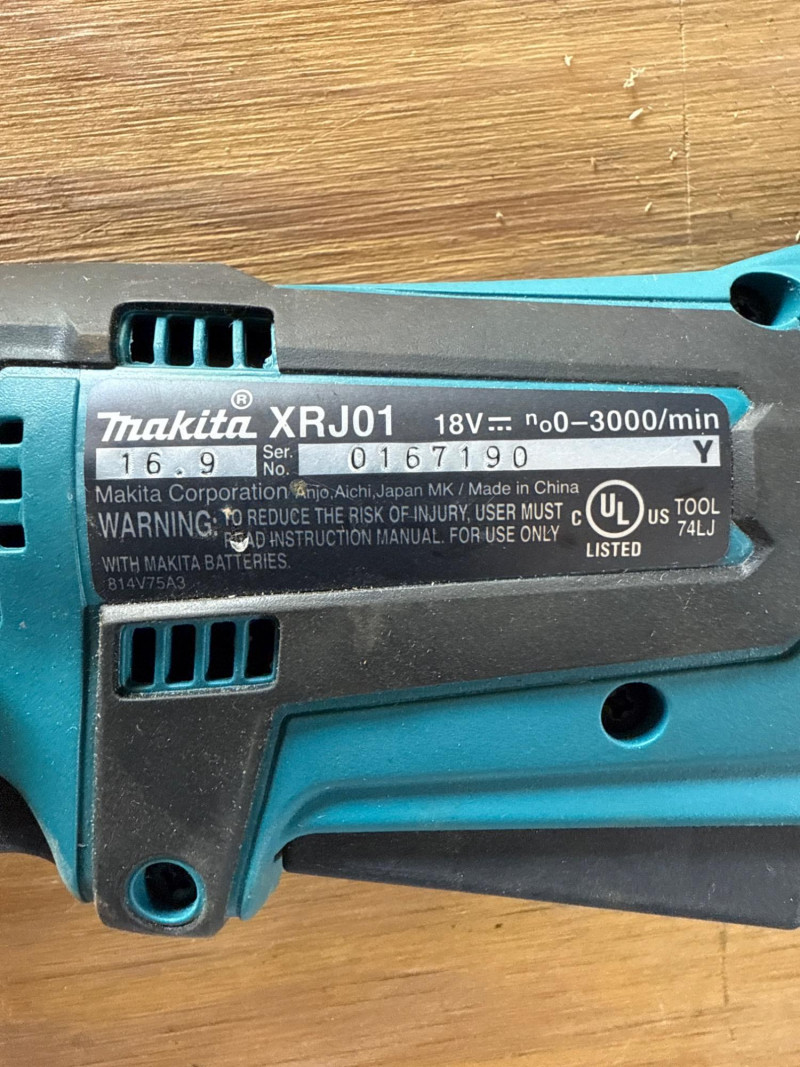 makita® XRJ01 18V⎓ n₀0-3000/min
16.9 Ser. No. 0167190 Y
Makita Corporation Anjo,Aichi,Japan MK / Made in China
WARNING: TO REDUCE THE RISK OF INJURY, USER MUST
READ INSTRUCTION MANUAL. FOR USE ONLY
WITH MAKITA BATTERIES.
814V75A3
C UL US
LISTED
TOOL
74LJ